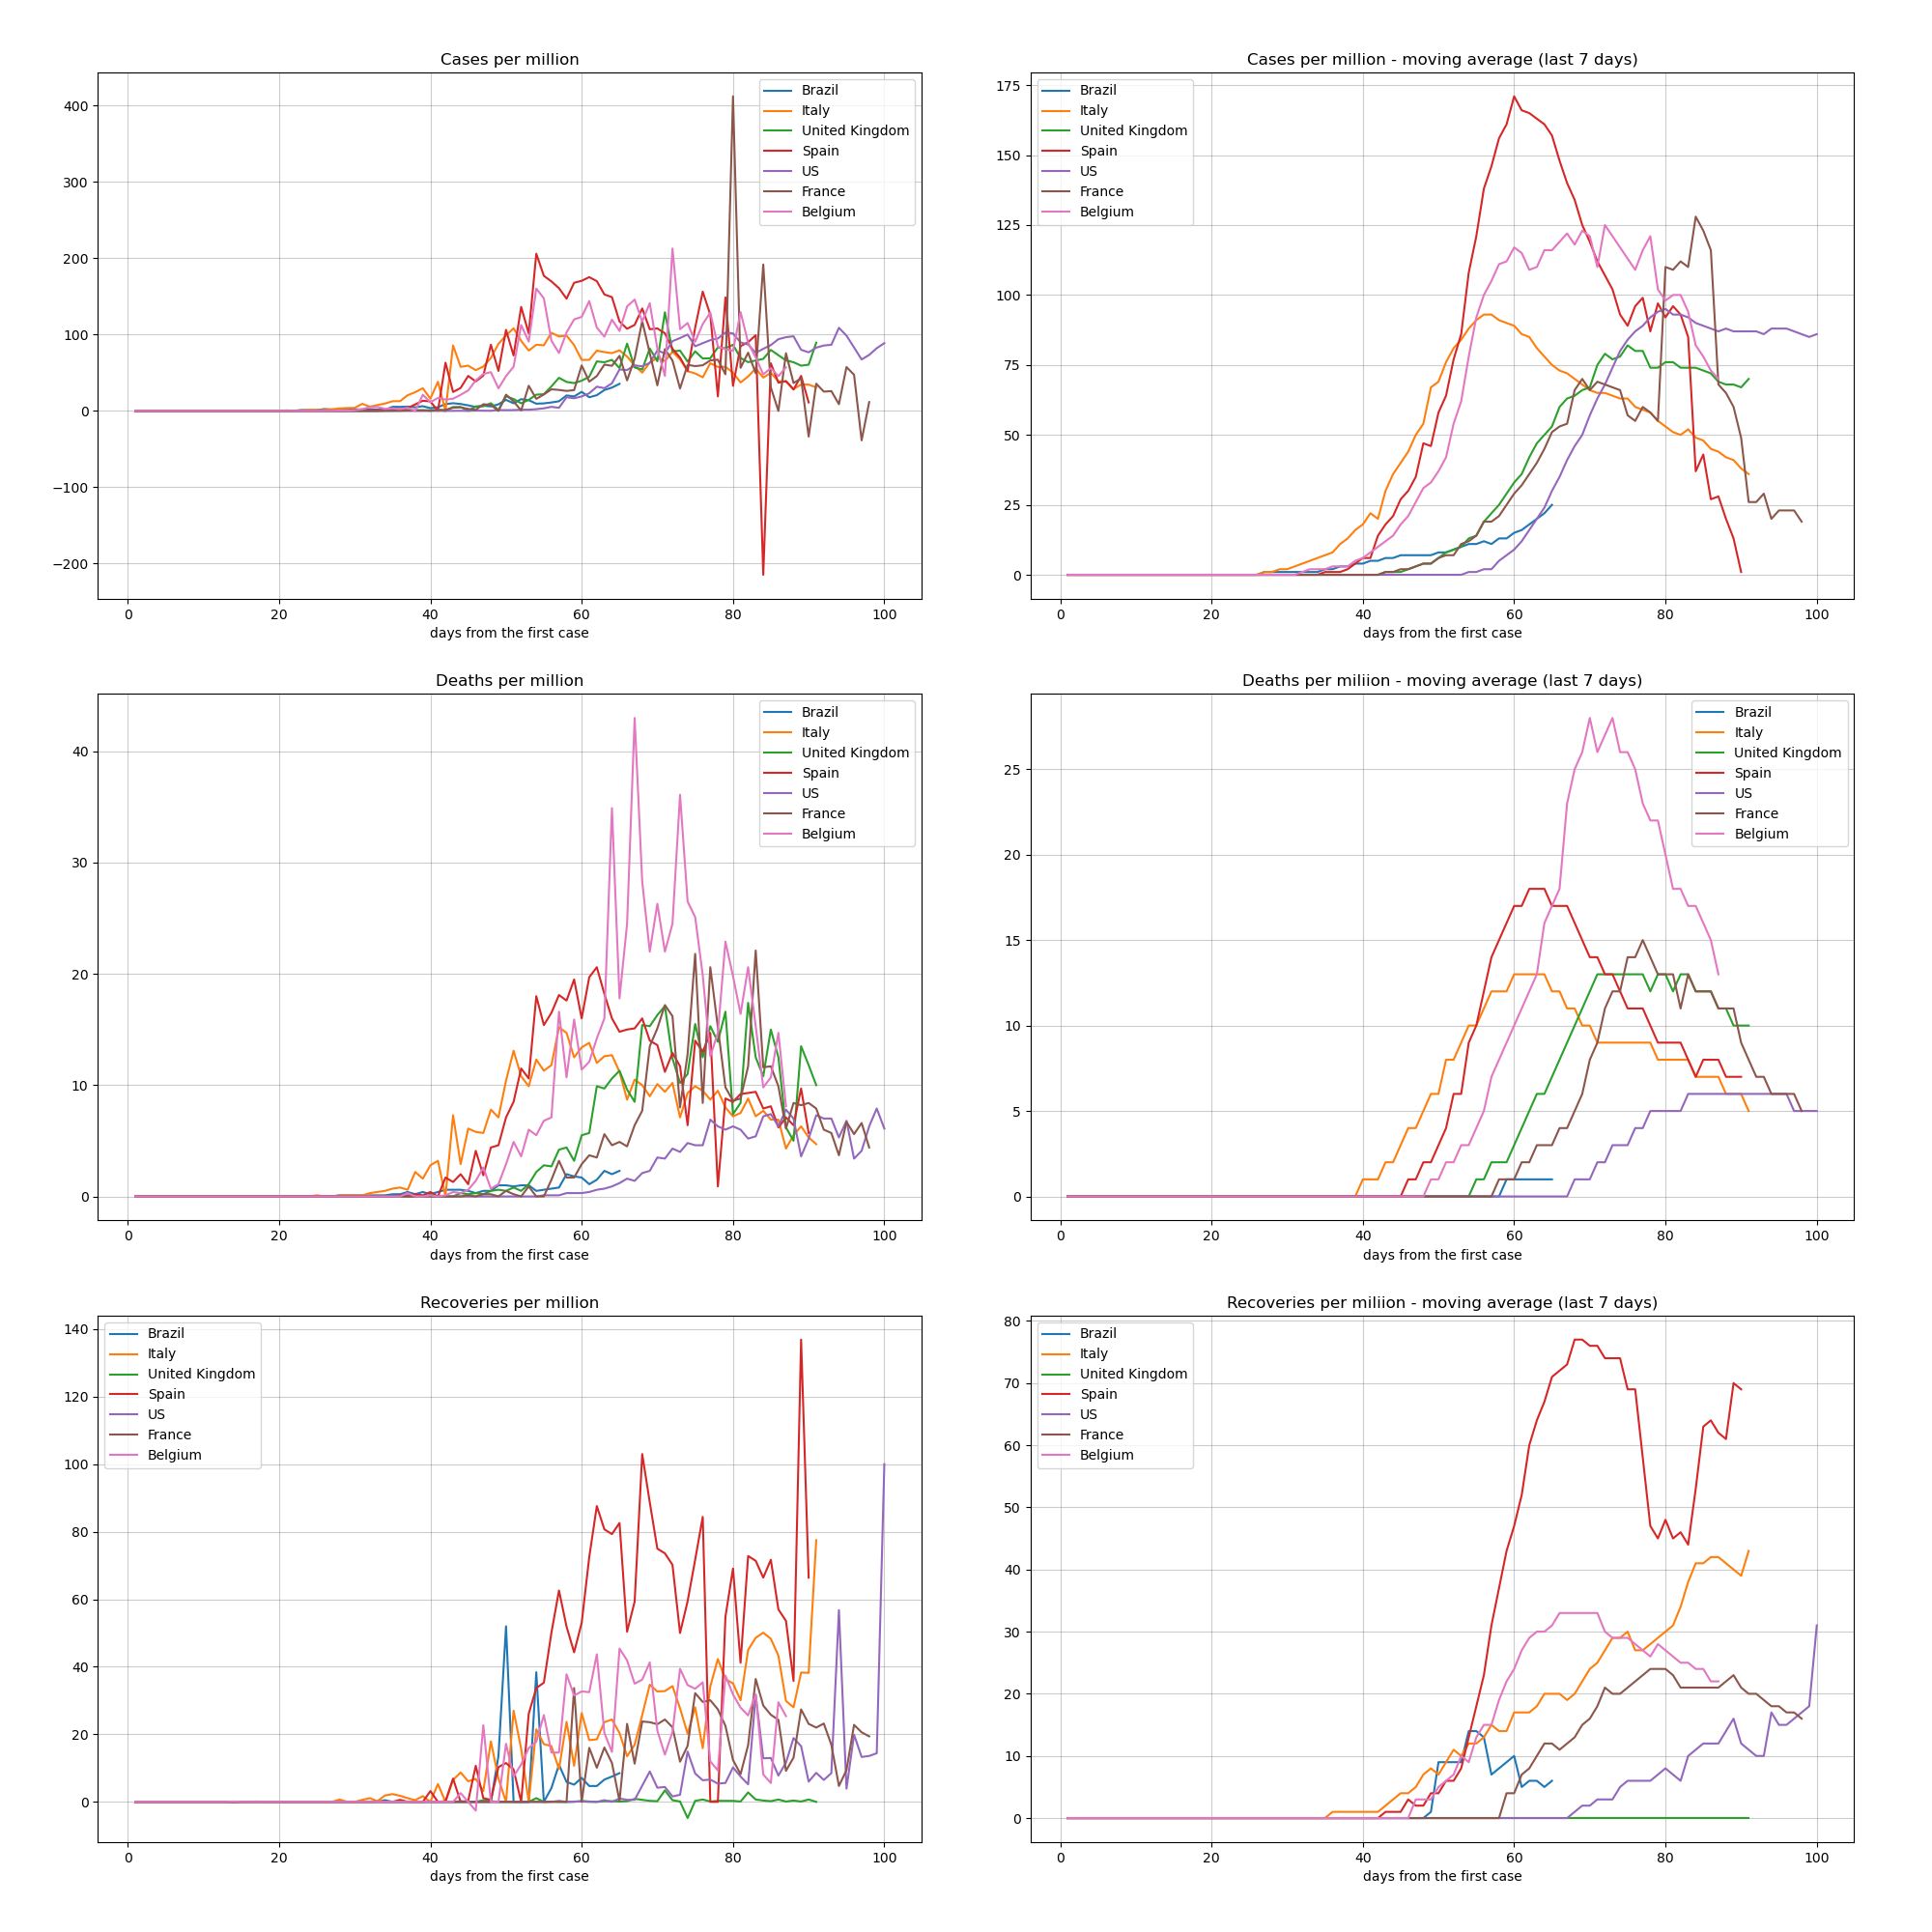 Cases per million
400
300
200
100
0
−100
−200
Brazil
Italy
United Kingdom
Spain
US
France
Belgium
0 20 40 60 80 100
days from the first case
Cases per million - moving average (last 7 days)
175
150
125
100
75
50
25
0
Brazil
Italy
United Kingdom
Spain
US
France
Belgium
0 20 40 60 80 100
days from the first case
Deaths per million
40
30
20
10
0
Brazil
Italy
United Kingdom
Spain
US
France
Belgium
0 20 40 60 80 100
days from the first case
Deaths per miliion - moving average (last 7 days)
25
20
15
10
5
0
Brazil
Italy
United Kingdom
Spain
US
France
Belgium
0 20 40 60 80 100
days from the first case
Recoveries per million
140
120
100
80
60
40
20
0
Brazil
Italy
United Kingdom
Spain
US
France
Belgium
0 20 40 60 80 100
days from the first case
Recoveries per miliion - moving average (last 7 days)
80
70
60
50
40
30
20
10
0
Brazil
Italy
United Kingdom
Spain
US
France
Belgium
0 20 40 60 80 100
days from the first case